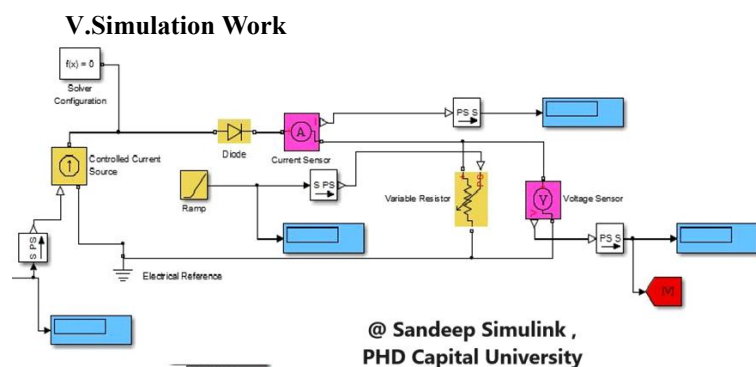 V.Simulation Work
f(x) = 0
Solver
Configuration
Controlled Current
Source
Diode
A
Current Sensor
PS S
S PS
Ramp
S PS
Variable Resistor
PS
V
Voltage Sensor
PS S
[V]
Electrical Reference
@ Sandeep Simulink ,
PHD Capital University